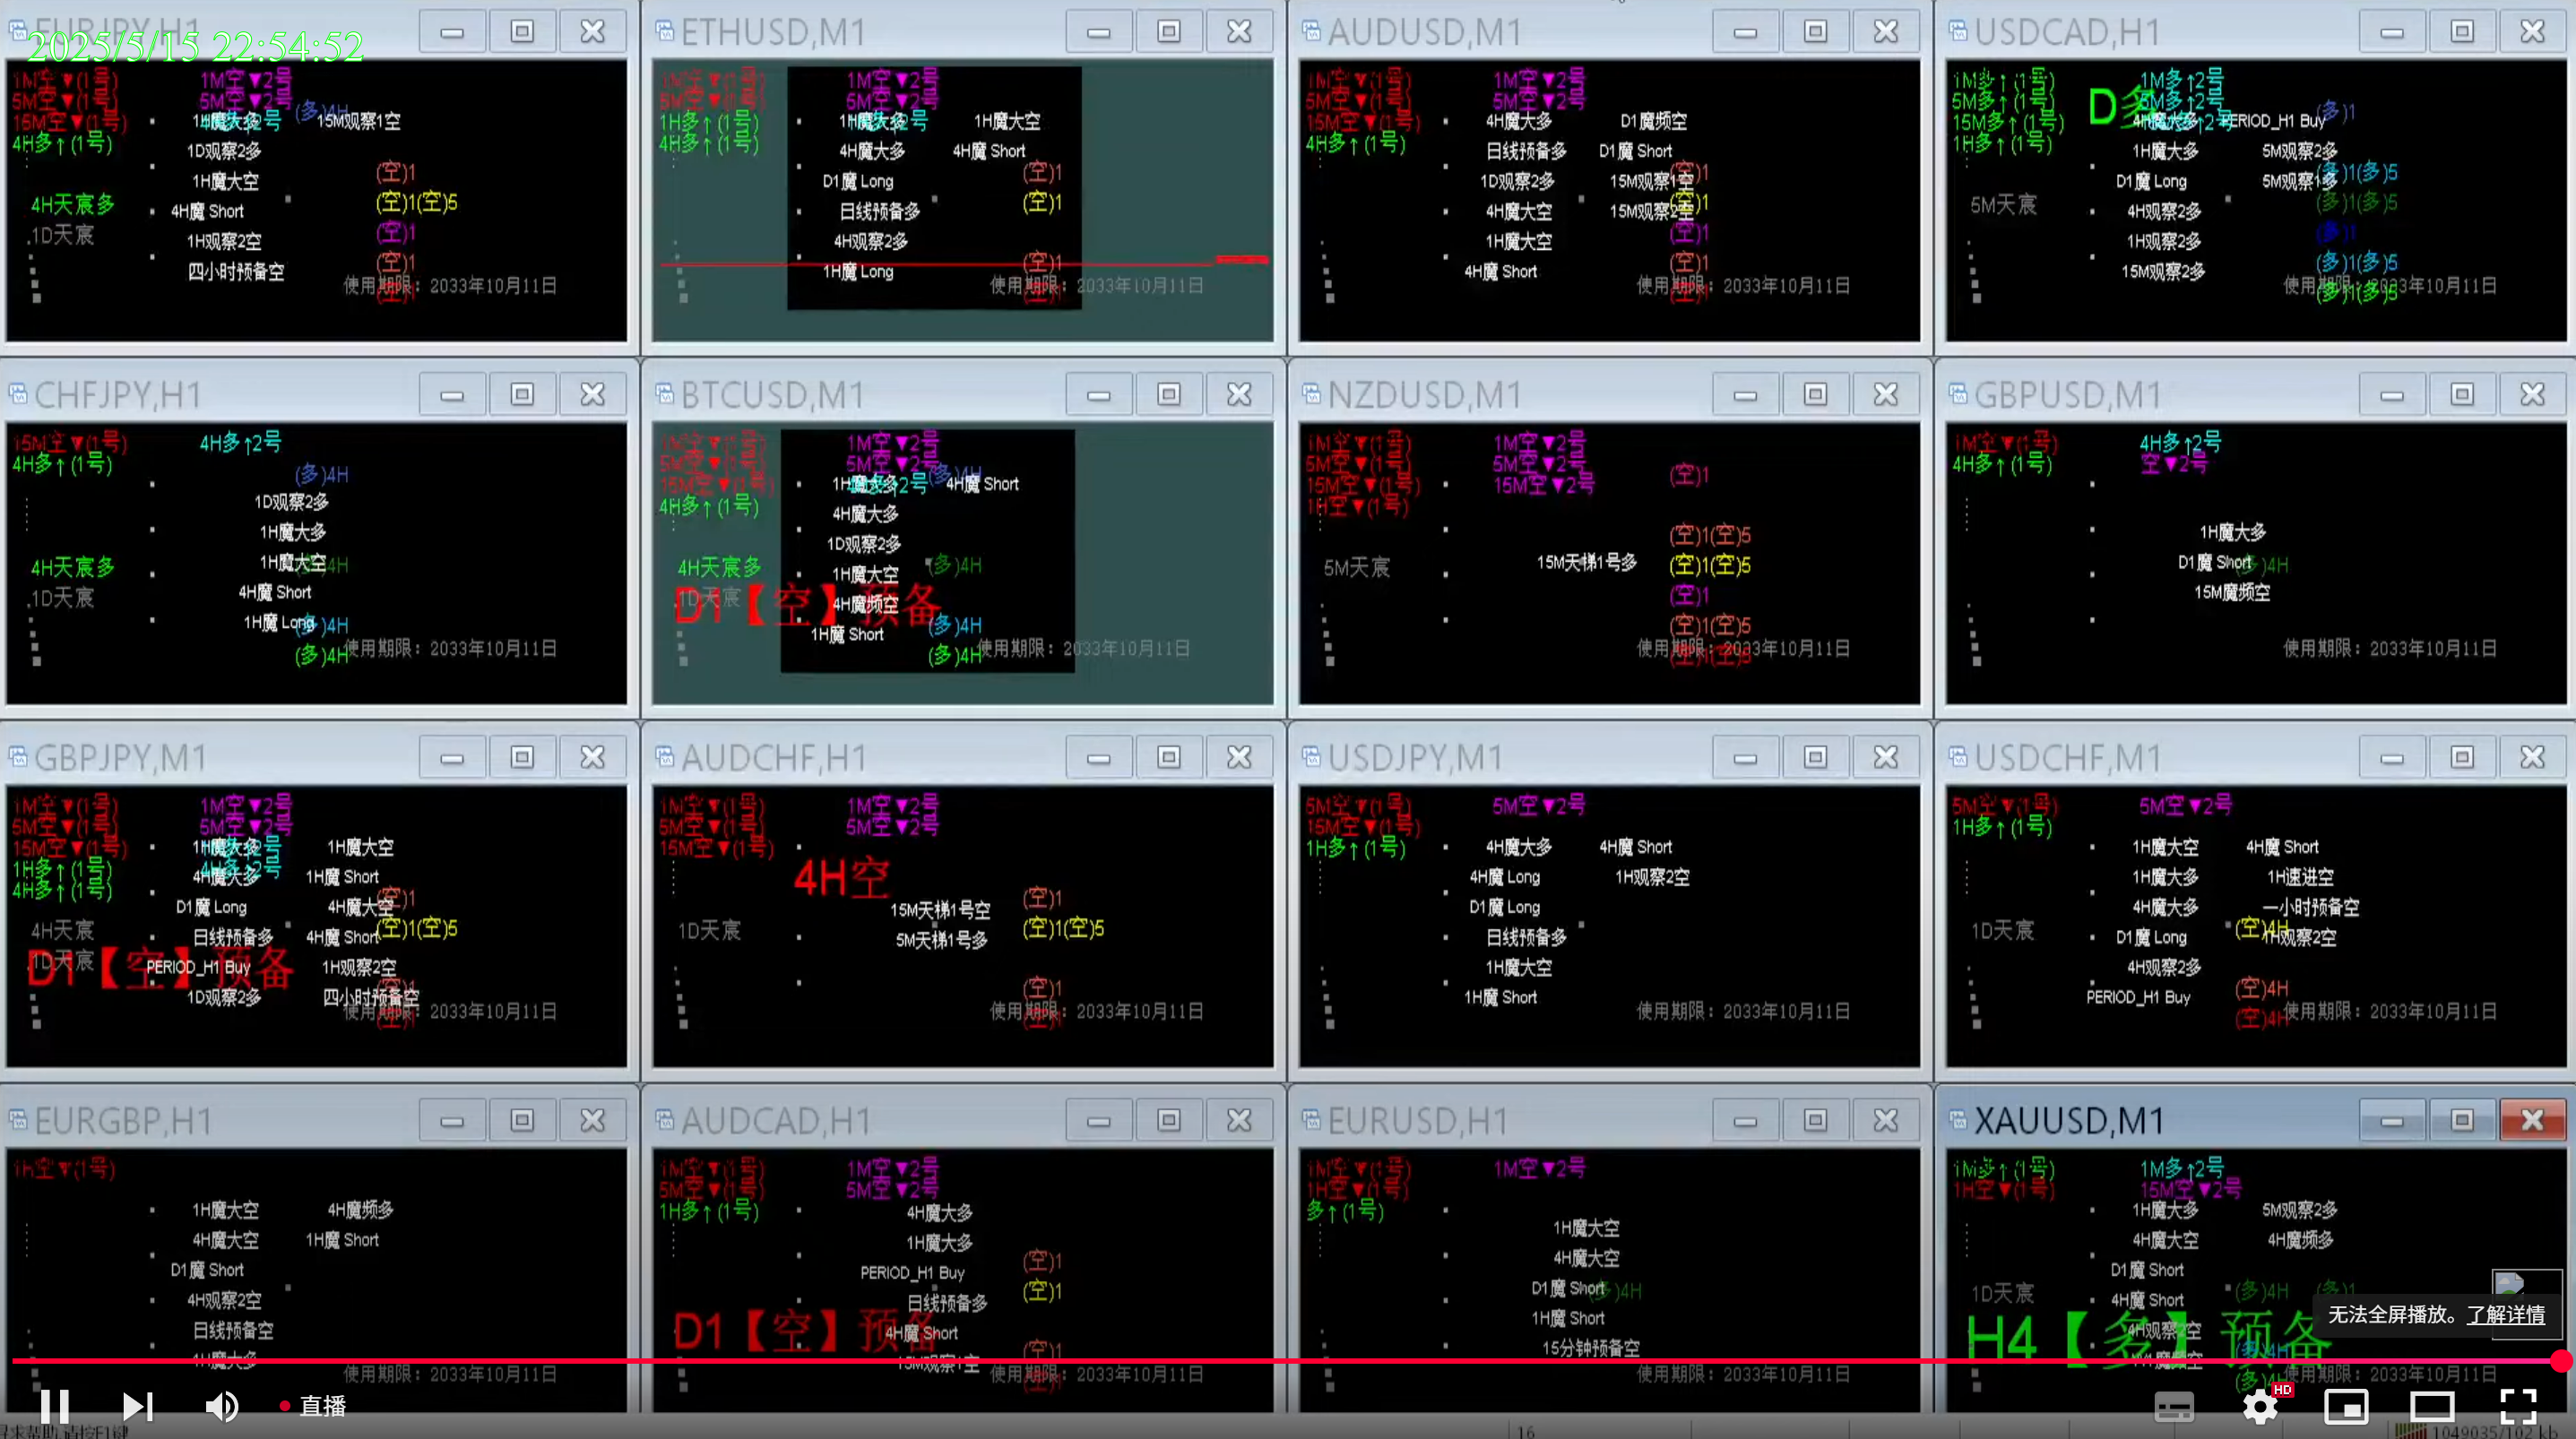 EURJPY,H1
2025/5/15 22:54:52
1M空▼(1号)
5M空▼(1号)
15M空▼(1号)
4H多↑(1号)
1M空▼2号
5M空▼2号
(多)4H
15M观察1空
1D观察2多
1H魔大空
4H魔 Short
1H观察2空
四小时预备空
4H天宸多
1D天宸
(空)1
(空)1(空)5
(空)1
(空)1
使用期限: 2033年10月11日
ETHUSD,M1
1M空▼(1号)
5M空▼(1号)
1H多↑(1号)
4H多↑(1号)
1M空▼2号
5M空▼2号
1H魔大多
1H魔大空
4H魔大多
4H魔 Short
D1魔 Long
日线预备多
4H观察2多
1H魔 Long
(空)1
(空)1
(空)1
使用期限: 2033年10月11日
AUDUSD,M1
1M空▼(1号)
5M空▼(1号)
15M空▼(1号)
4H多↑(1号)
1M空▼2号
5M空▼2号
4H魔大多
D1魔频空
日线预备多
D1魔 Short
1D观察2多
15M观察1空
4H魔大空
15M观察2空
1H魔大空
4H魔 Short
(空)1
(空)1
(空)1
(空)1
使用期限: 2033年10月11日
USDCAD,H1
1M多↑(1号)
5M多↑(1号)
15M多↑(1号)
1H多↑(1号)
D多
1M多↑2号
5M多↑2号
4H魔大多
PERIOD_H1 Buy
(多)1
1H魔大多
5M观察2多
D1魔 Long
5M观察1多
4H观察2多
1H观察2多
15M观察2多
5M天宸
(多)1(多)5
(多)1(多)5
(多)1
(多)1(多)5
(多)1(多)5
使用期限: 2033年10月11日
CHFJPY,H1
15M空▼(1号)
4H多↑(1号)
4H多↑2号
(多)4H
1D观察2多
1H魔大多
1H魔大空
4H魔 Short
1H魔 Long
4H天宸多
1D天宸
(多)4H
(多)4H
使用期限: 2033年10月11日
BTCUSD,M1
1M空▼(1号)
5M空▼(1号)
15M空▼(1号)
4H多↑(1号)
1M空▼2号
5M空▼2号
(多)4H
1H魔大多
4H魔 Short
4H魔大多
1D观察2多
1H魔大空
4H魔频空
1H魔 Short
4H天宸多
1D天宸
D1【空】预备
(多)4H
(多)4H
(多)4H
使用期限: 2033年10月11日
NZDUSD,M1
1M空▼(1号)
5M空▼(1号)
15M空▼(1号)
1H空▼(1号)
1M空▼2号
5M空▼2号
15M空▼2号
(空)1
15M天梯1号多
5M天宸
(空)1(空)5
(空)1(空)5
(空)1
(空)1(空)5
(空)1(空)5
使用期限: 2033年10月11日
GBPUSD,M1
1M空▼(1号)
4H多↑(1号)
4H多↑2号
空▼2号
1H魔大多
D1魔 Short
(多)4H
15M魔频空
使用期限: 2033年10月11日
GBPJPY,M1
1M空▼(1号)
5M空▼(1号)
15M空▼(1号)
1H多↑(1号)
4H多↑(1号)
1M空▼2号
5M空▼2号
1H魔大多
1H魔大空
4H魔大多
1H魔 Short
D1魔 Long
4H魔大空
日线预备多
4H魔 Short
PERIOD_H1 Buy
1H观察2空
1D观察2多
四小时预备空
4H天宸
1D天宸
D1【空】预备
(空)1
(空)1(空)5
使用期限: 2033年10月11日
AUDCHF,H1
1M空▼(1号)
5M空▼(1号)
15M空▼(1号)
1M空▼2号
5M空▼2号
4H空
15M天梯1号空
5M天梯1号多
1D天宸
(空)1
(空)1(空)5
(空)1
使用期限: 2033年10月11日
USDJPY,M1
5M空▼(1号)
15M空▼(1号)
1H多↑(1号)
5M空▼2号
4H魔大多
4H魔 Short
4H魔 Long
1H观察2空
D1魔 Long
日线预备多
1H魔大空
1H魔 Short
使用期限: 2033年10月11日
USDCHF,M1
5M空▼(1号)
1H多↑(1号)
5M空▼2号
1H魔大空
4H魔 Short
1H魔大多
1H速进空
4H魔大多
一小时预备空
D1魔 Long
1H观察2空
4H观察2多
PERIOD_H1 Buy
1D天宸
(空)4H
(空)4H
(空)4H
使用期限: 2033年10月11日
EURGBP,H1
1H魔大空
4H魔频多
4H魔大空
1H魔 Short
D1魔 Short
4H观察2空
日线预备空
使用期限: 2033年10月11日
AUDCAD,H1
1M空▼(1号)
5M空▼(1号)
1H多↑(1号)
1M空▼2号
5M空▼2号
4H魔大多
1H魔大多
PERIOD_H1 Buy
日线预备多
4H魔 Short
15M观察1空
D1【空】预备
(空)1
(空)1
(空)1
使用期限: 2033年10月11日
EURUSD,H1
1M空▼(1号)
1H空▼(1号)
多↑(1号)
1M空▼2号
1H魔大空
4H魔大空
D1魔 Short
(多)4H
1H魔 Short
15分钟预备空
使用期限: 2033年10月11日
XAUUSD,M1
1M多↑(1号)
1H空▼(1号)
1M多↑2号
15M空▼2号
1H魔大多
5M观察2多
4H魔大空
4H魔频多
D1魔 Short
4H魔 Short
4H观察2空
1D天宸
(多)4H
(多)1
H4【多】预备
使用期限: 2033年10月11日
无法全屏播放。了解详情
直播
HD
16
1049035/102 kb